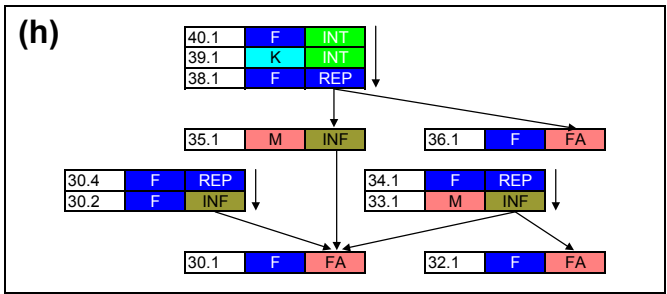 (h)
40.1 F INT
39.1 K INT
38.1 F REP
35.1 M INF
36.1 F FA
30.4 F REP
30.2 F INF
34.1 F REP
33.1 M INF
30.1 F FA
32.1 F FA